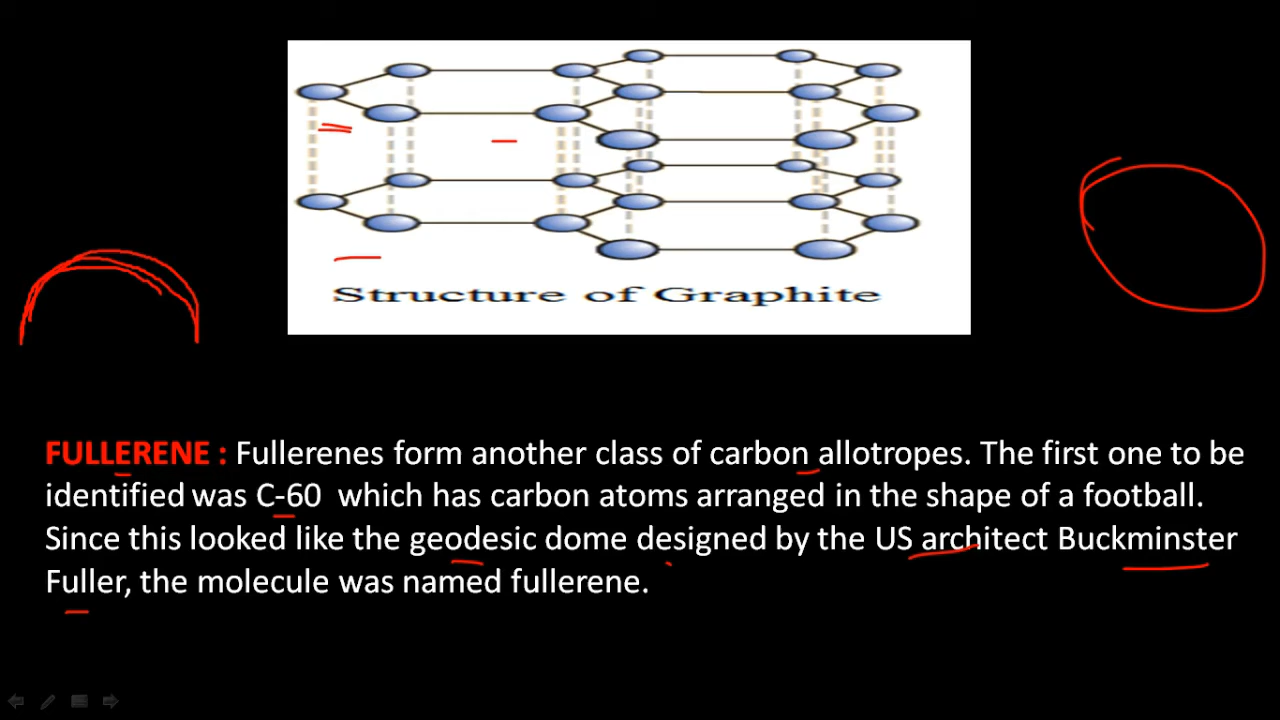 Structure of Graphite
FULLERENE : Fullerenes form another class of carbon allotropes. The first one to be
identified was C-60 which has carbon atoms arranged in the shape of a football.
Since this looked like the geodesic dome designed by the US architect Buckminster
Fuller, the molecule was named fullerene.